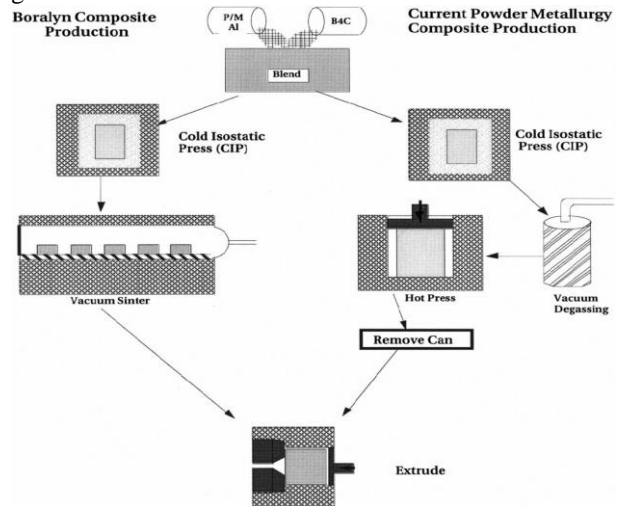 Boralyn Composite
Production
P/M
Al
B4C
Current Powder Metallurgy
Composite Production
Blend
Cold Isostatic
Press (CIP)
Cold Isostatic
Press (CIP)
Vacuum Sinter
Hot Press
Vacuum
Degassing
Remove Can
Extrude